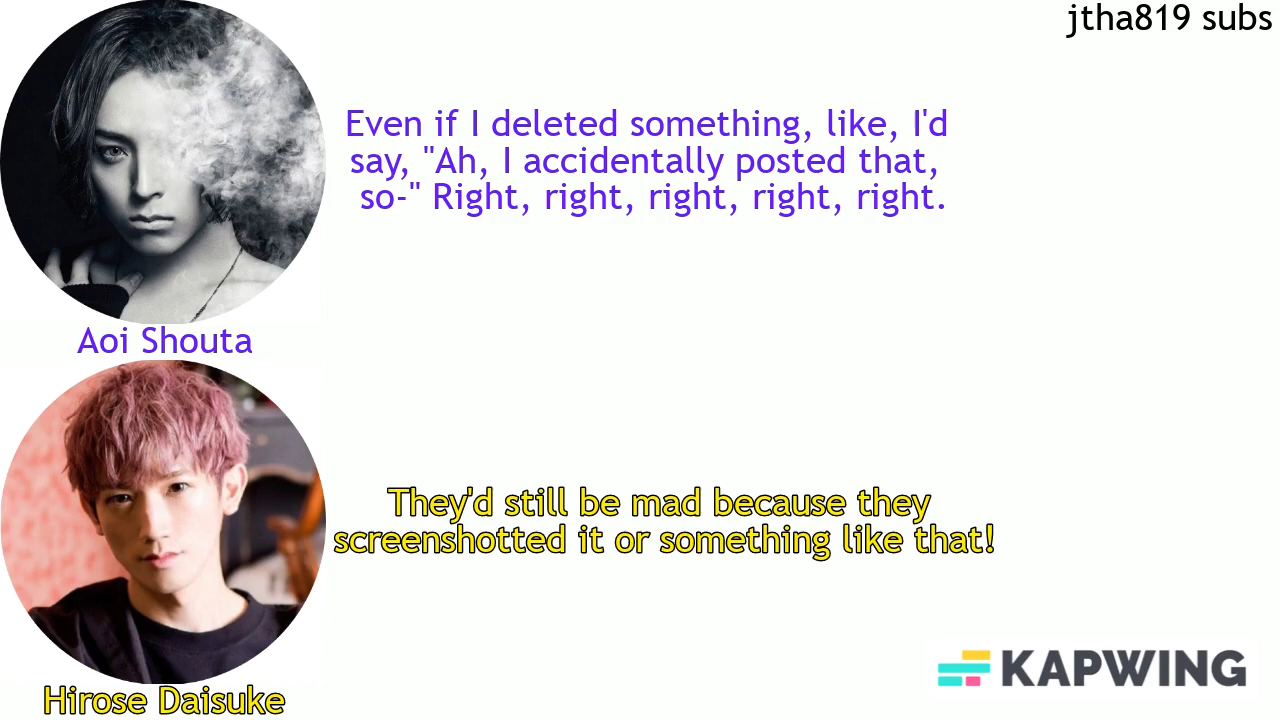 jtha819 subs
Even if I deleted something, like, I'd
say, "Ah, I accidentally posted that,
so-" Right, right, right, right, right.
Aoi Shouta
They'd still be mad because they
screenshotted it or something like that!
Hirose Daisuke
KAPWING